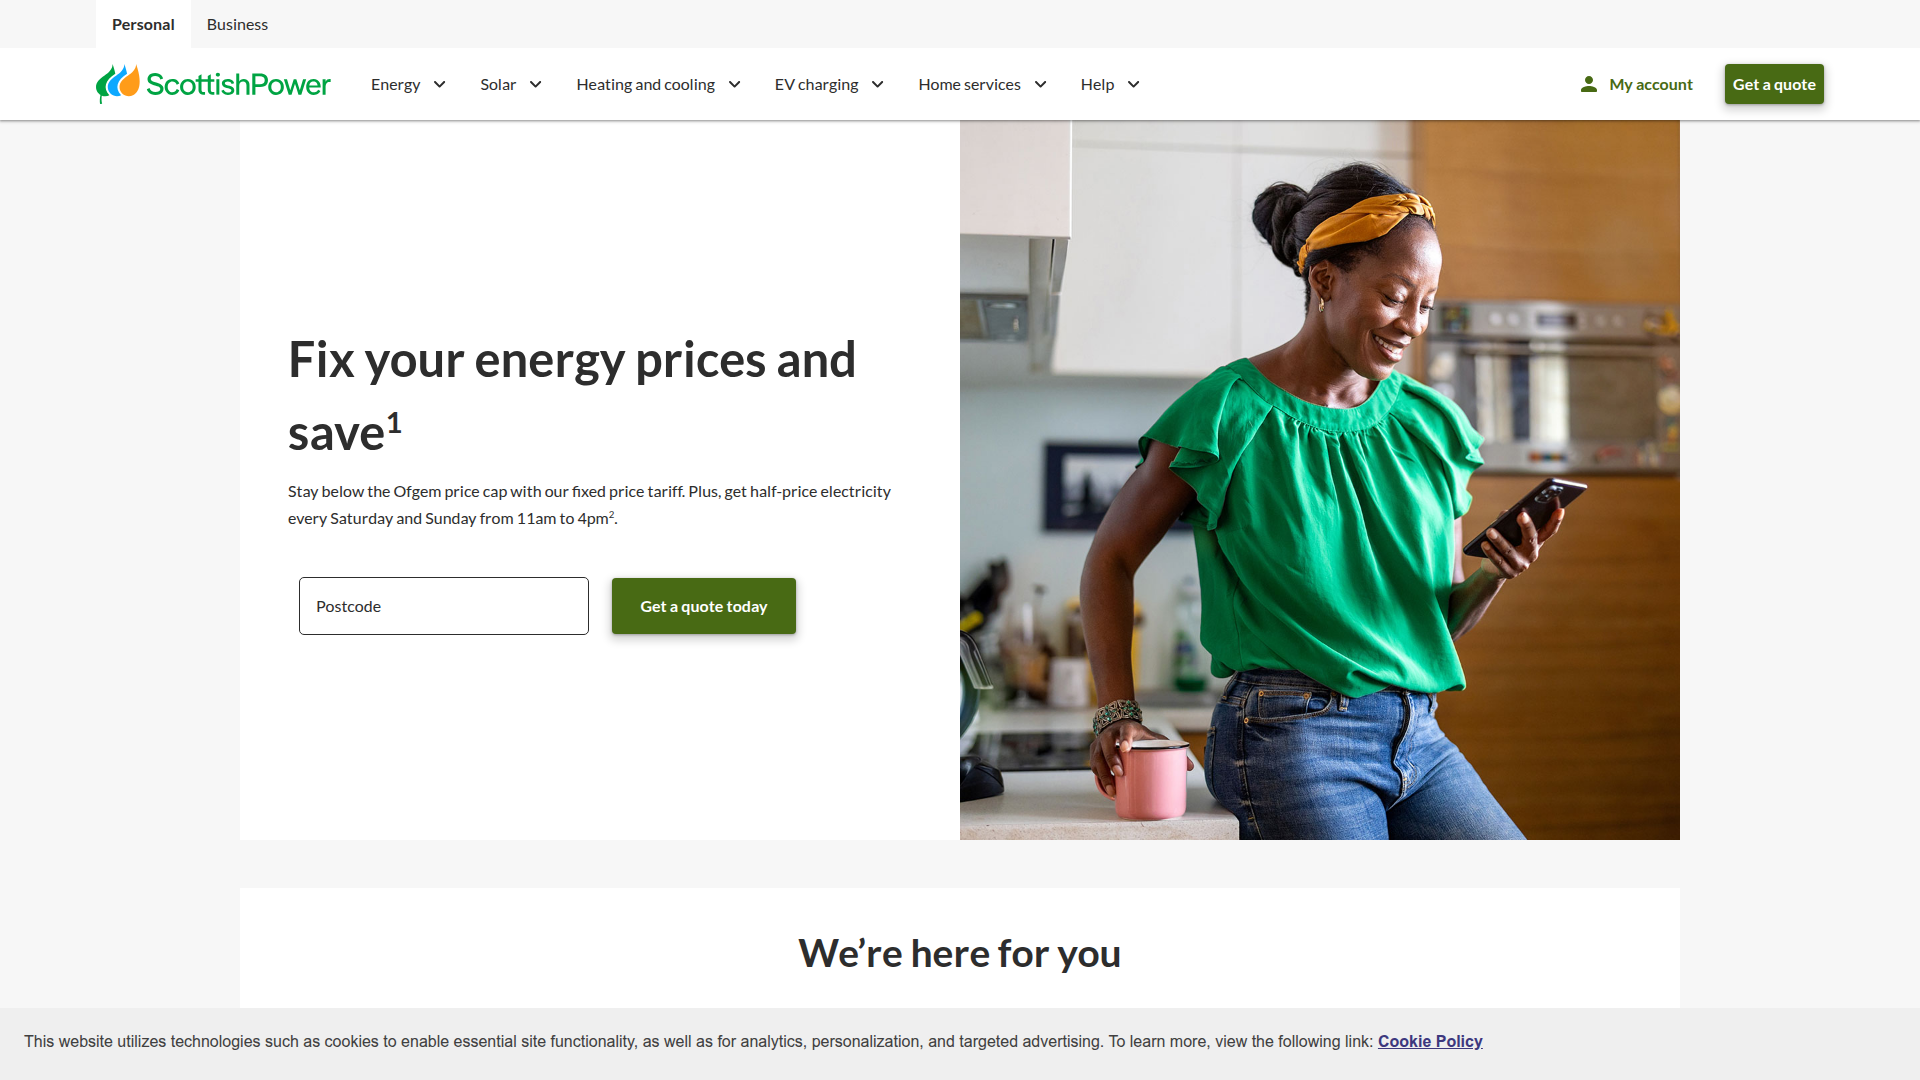 Personal
Business
ScottishPower
Energy
Solar
Heating and cooling
EV charging
Home services
Help
My account
Get a quote
Fix your energy prices and
save¹
Stay below the Ofgem price cap with our fixed price tariff. Plus, get half-price electricity
every Saturday and Sunday from 11am to 4pm².
Postcode
Get a quote today
We’re here for you
This website utilizes technologies such as cookies to enable essential site functionality, as well as for analytics, personalization, and targeted advertising. To learn more, view the following link: Cookie Policy